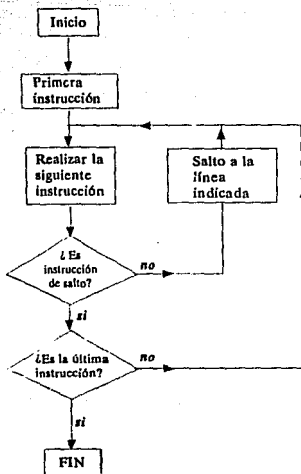 Inicio
Primera
instrucción
Realizar la
siguiente
instrucción
Salto a la
línea
indicada
¿Es
instrucción
de salto?
no
si
¿Es la última
instrucción?
no
si
FIN